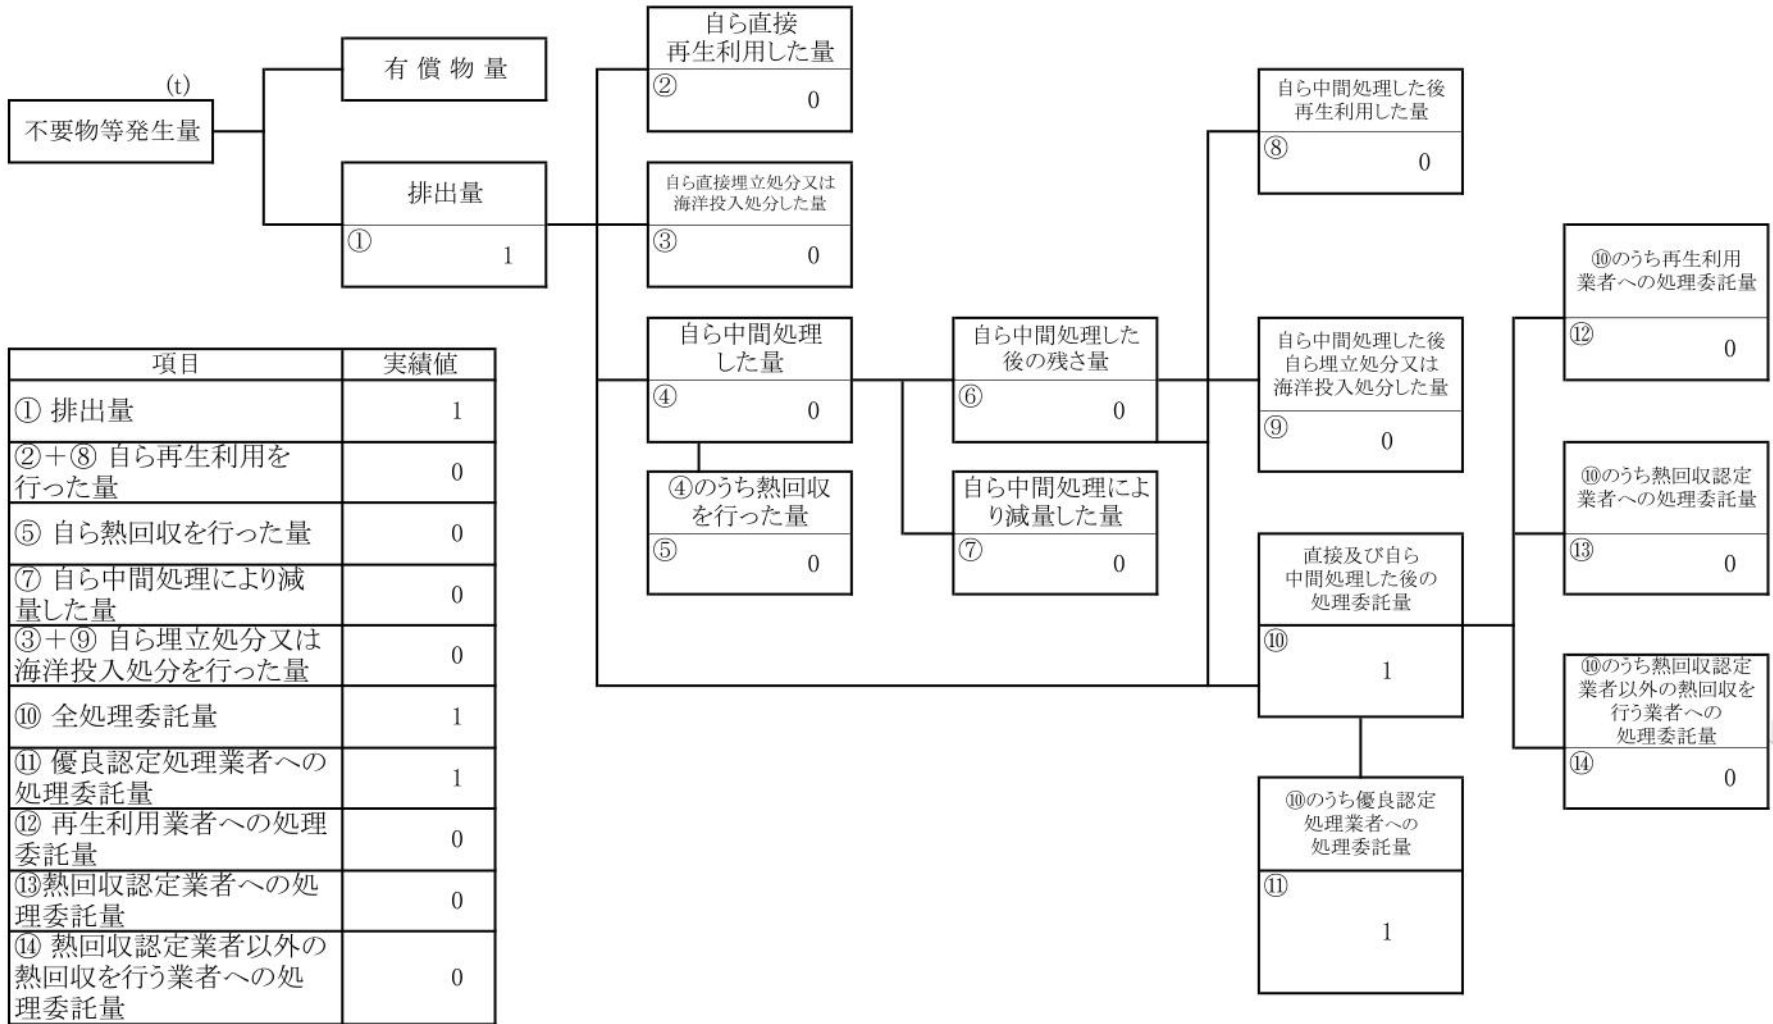 (t)
不要物等発生量
有償物量
排出量
①
1
自ら直接
再生利用した量
②
0
自ら直接埋立処分又は
海洋投入処分した量
③
0
自ら中間処理
した量
④
0
④のうち熱回収
を行った量
⑤
0
自ら中間処理した
後の残さ量
⑥
0
自ら中間処理によ
り減量した量
⑦
0
自ら中間処理した後
再生利用した量
⑧
0
自ら中間処理した後
自ら埋立処分又は
海洋投入処分した量
⑨
0
直接及び自ら
中間処理した後の
処理委託量
⑩
1
⑩のうち優良認定
処理業者への
処理委託量
⑪
1
⑩のうち再生利用
業者への処理委託量
⑫
0
⑩のうち熱回収認定
業者への処理委託量
⑬
0
⑩のうち熱回収認定
業者以外の熱回収を
行う業者への
処理委託量
⑭
0
項目 実績値
① 排出量 1
②+⑧ 自ら再生利用を
行った量 0
⑤ 自ら熱回収を行った量 0
⑦ 自ら中間処理により減
量した量 0
③+⑨ 自ら埋立処分又は
海洋投入処分を行った量 0
⑩ 全処理委託量 1
⑪ 優良認定処理業者への
処理委託量 1
⑫ 再生利用業者への処理
委託量 0
⑬熱回収認定業者への処
理委託量 0
⑭ 熱回収認定業者以外の
熱回収を行う業者への処
理委託量 0